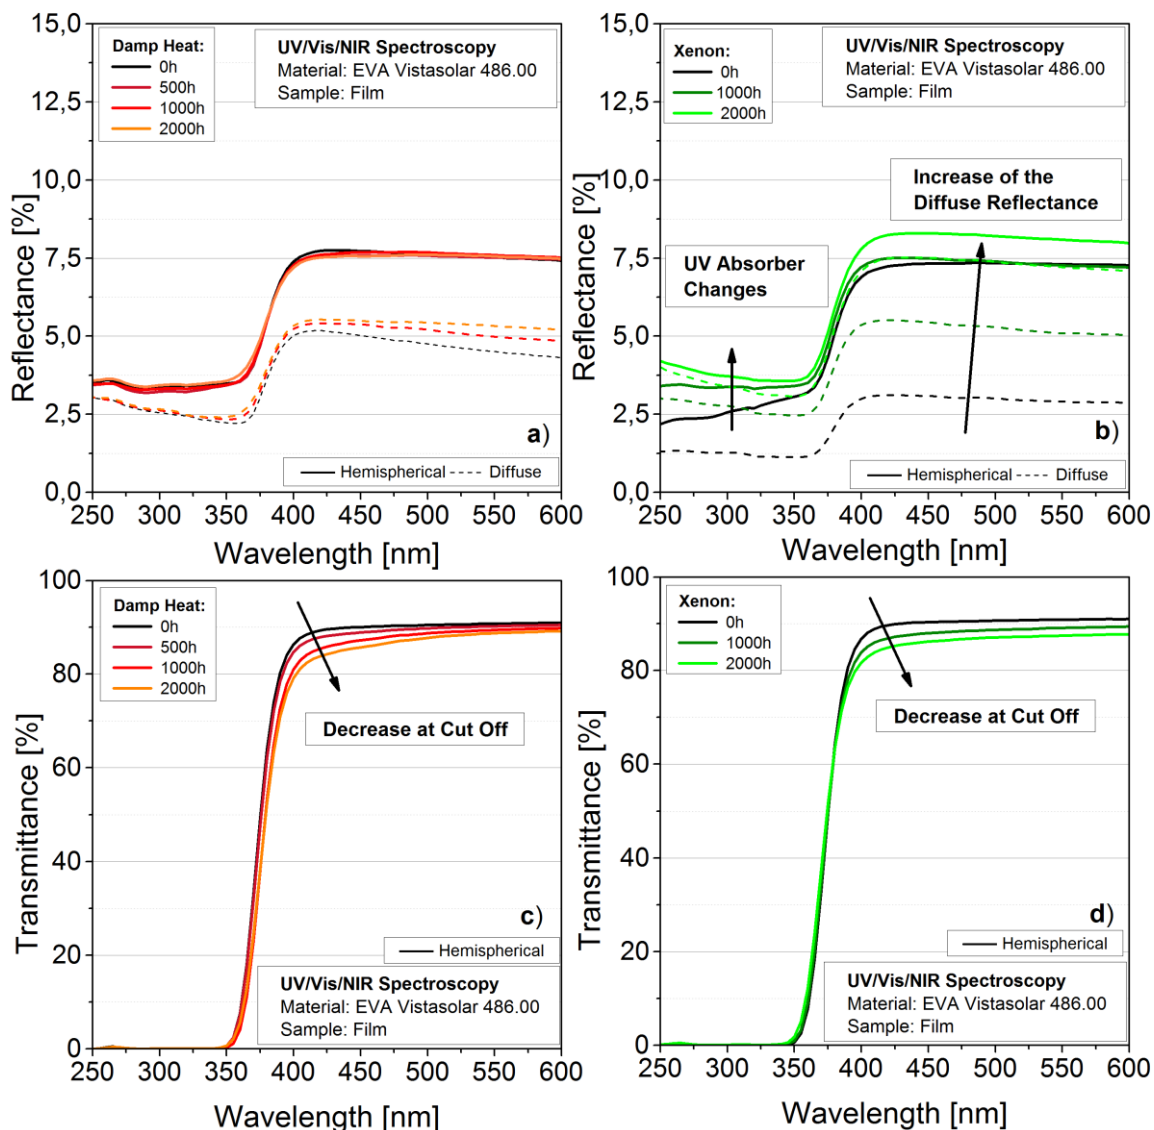 15,0
12,5
10,0
7,5
5,0
2,5
0,0
Reflectance [%]
Damp Heat:
0h
500h
1000h
2000h
UV/Vis/NIR Spectroscopy
Material: EVA Vistasolar 486.00
Sample: Film
a)
Hemispherical
Diffuse
250 300 350 400 450 500 550 600
Wavelength [nm]
15,0
12,5
10,0
7,5
5,0
2,5
0,0
Reflectance [%]
Xenon:
0h
1000h
2000h
UV/Vis/NIR Spectroscopy
Material: EVA Vistasolar 486.00
Sample: Film
Increase of the
Diffuse Reflectance
UV Absorber
Changes
b)
Hemispherical
Diffuse
250 300 350 400 450 500 550 600
Wavelength [nm]
100
80
60
40
20
0
Transmittance [%]
Damp Heat:
0h
500h
1000h
2000h
Decrease at Cut Off
c)
Hemispherical
UV/Vis/NIR Spectroscopy
Material: EVA Vistasolar 486.00
Sample: Film
250 300 350 400 450 500 550 600
Wavelength [nm]
100
80
60
40
20
0
Transmittance [%]
Xenon:
0h
1000h
2000h
Decrease at Cut Off
d)
Hemispherical
UV/Vis/NIR Spectroscopy
Material: EVA Vistasolar 486.00
Sample: Film
250 300 350 400 450 500 550 600
Wavelength [nm]